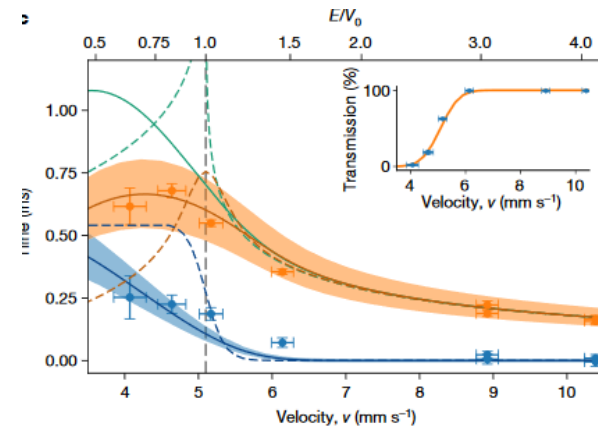 c
E/V0
0.5 0.75 1.0 1.5 2.0 3.0 4.0
1.00
0.75
0.50
0.25
0.00
Time (ms)
100
0
Transmission (%)
4 6 8 10
Velocity, v (mm s⁻¹)
4 5 6 7 8 9 10
Velocity, v (mm s⁻¹)